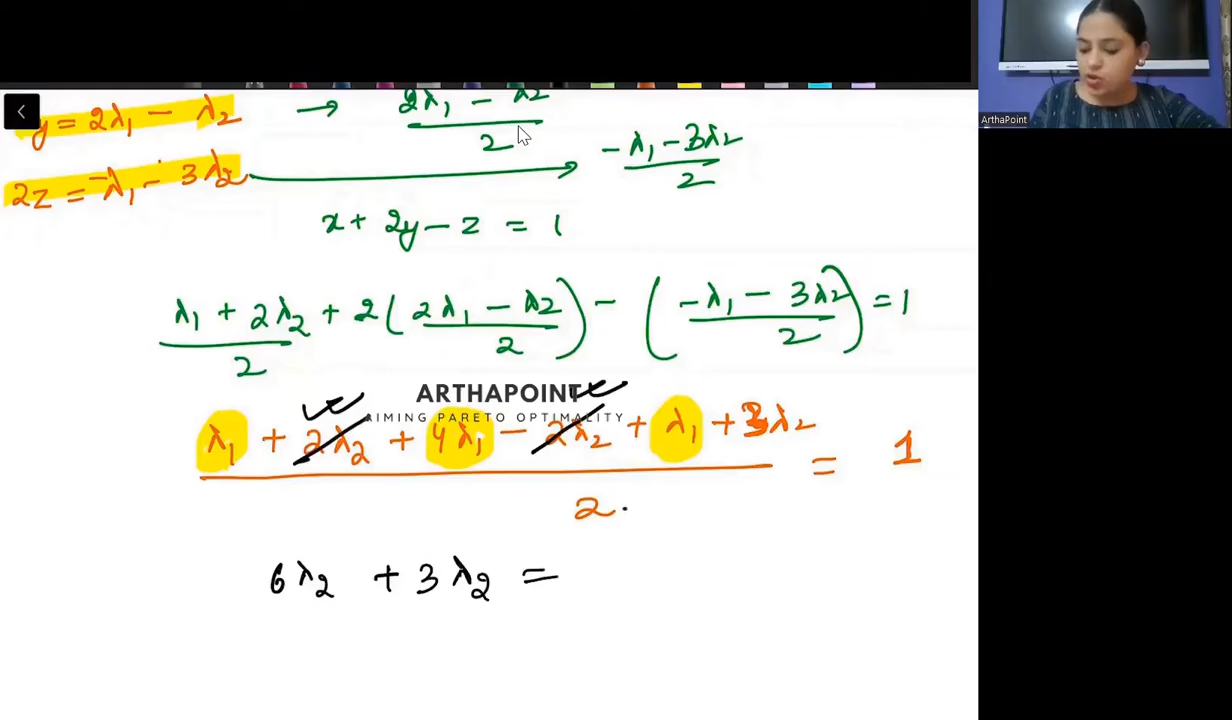 y = 2λ₁ − λ₂ → (2λ₁ − λ₂)/2
2z = −λ₁ − 3λ₂ → (−λ₁ − 3λ₂)/2
x + 2y − z = 1
(λ₁ + 2λ₂)/2 + 2((2λ₁ − λ₂)/2) − ((−λ₁ − 3λ₂)/2) = 1
ARTHAPOINT
AIMING PARETO OPTIMALITY
(λ₁ + 2λ₂ + 4λ₁ − 2λ₂ + λ₁ + 3λ₂)/2 = 1
6λ₂ + 3λ₂ =
ArthaPoint